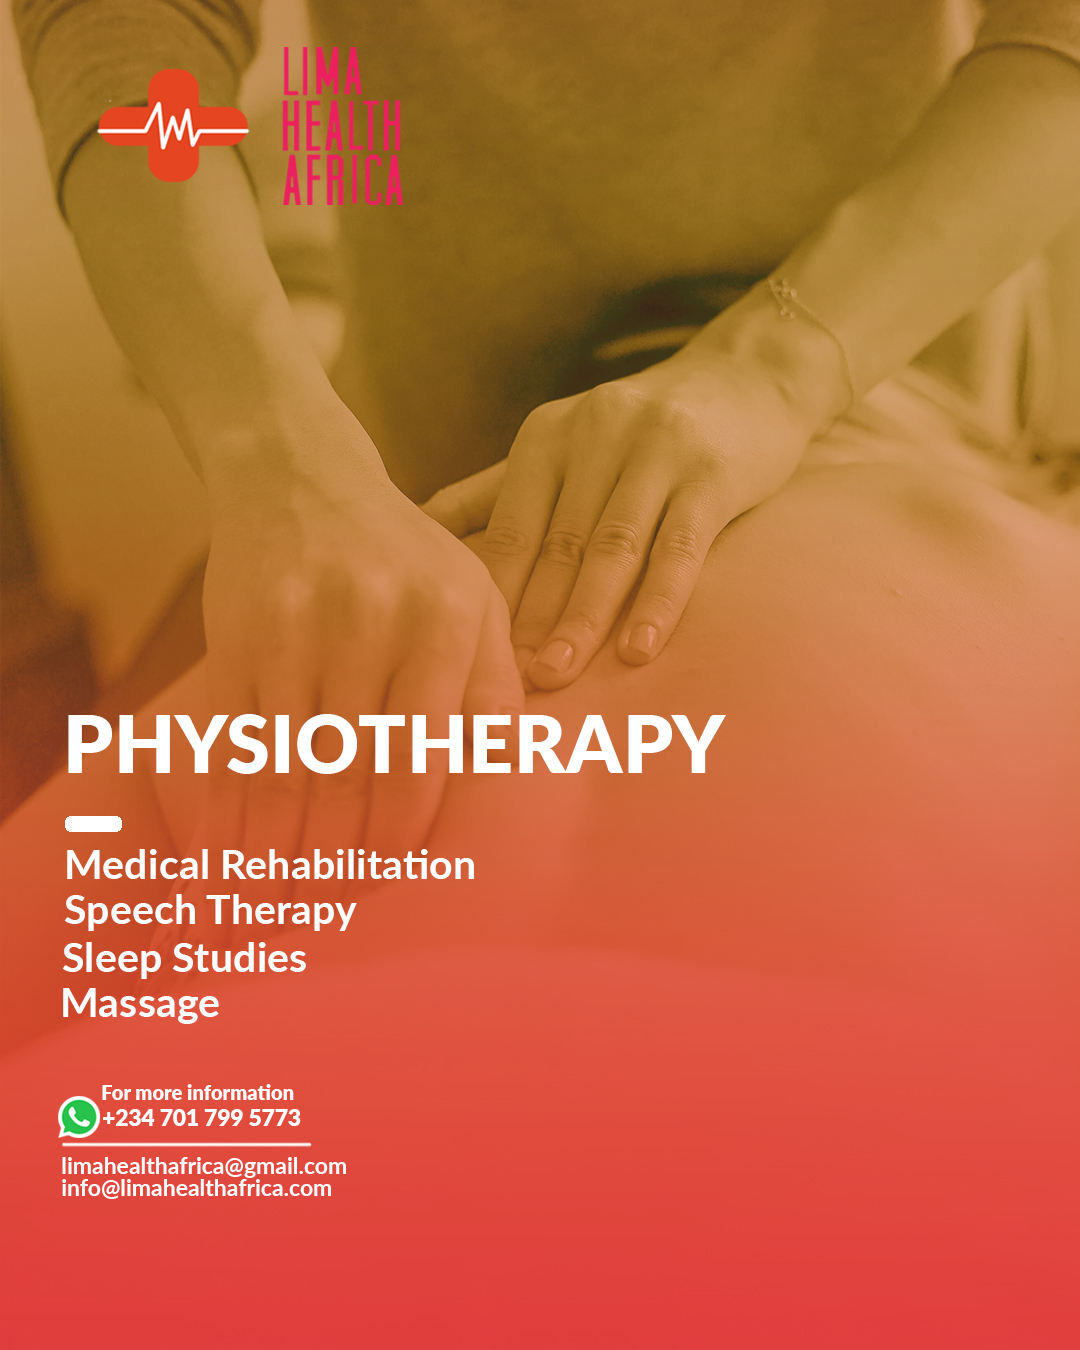 LIMA
HEALTH
AFRICA
PHYSIOTHERAPY
Medical Rehabilitation
Speech Therapy
Sleep Studies
Massage
For more information
+234 701 799 5773
limahealthafrica@gmail.com
info@limahealthafrica.com